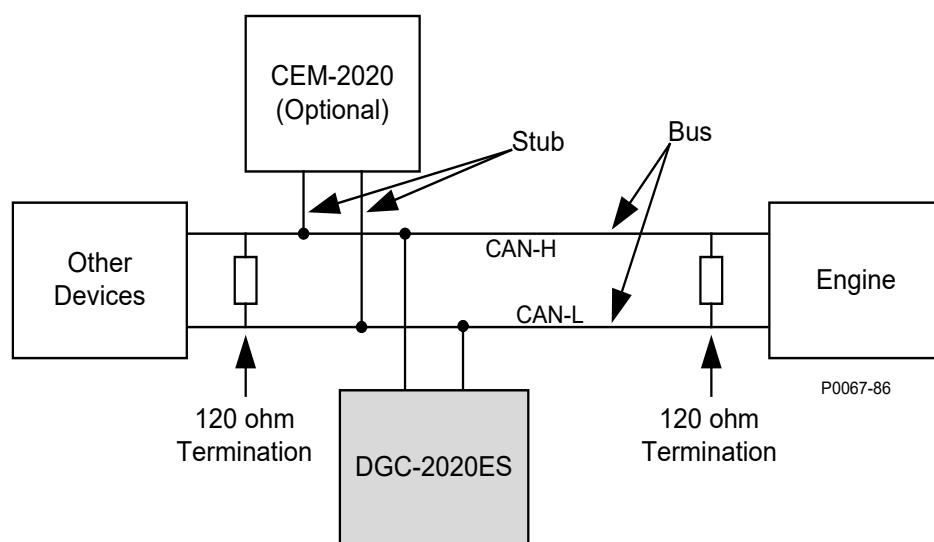 CEM-2020
(Optional)
Stub
Bus
Other
Devices
CAN-H
Engine
CAN-L
P0067-86
120 ohm
Termination
DGC-2020ES
120 ohm
Termination